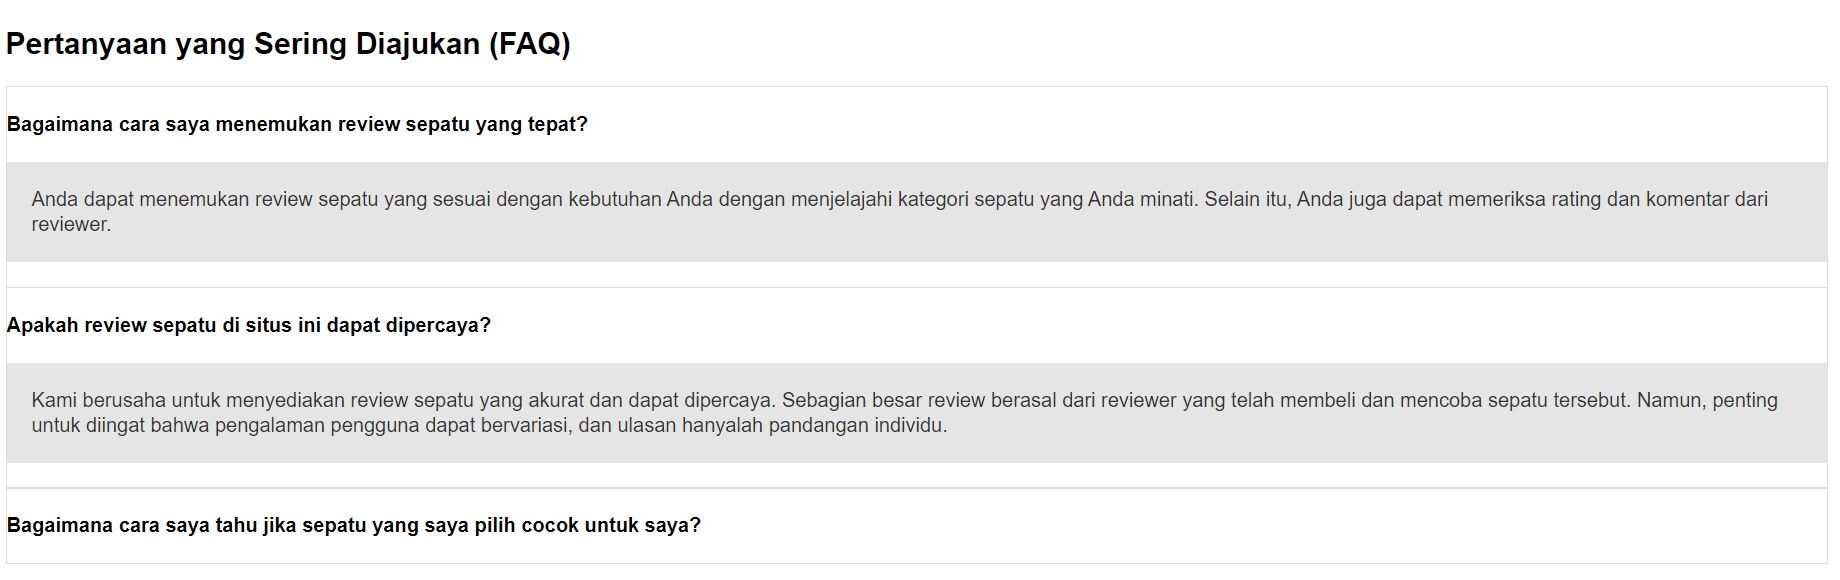 Pertanyaan yang Sering Diajukan (FAQ)
Bagaimana cara saya menemukan review sepatu yang tepat?
Anda dapat menemukan review sepatu yang sesuai dengan kebutuhan Anda dengan menjelajahi kategori sepatu yang Anda minati. Selain itu, Anda juga dapat memeriksa rating dan komentar dari
reviewer.
Apakah review sepatu di situs ini dapat dipercaya?
Kami berusaha untuk menyediakan review sepatu yang akurat dan dapat dipercaya. Sebagian besar review berasal dari reviewer yang telah membeli dan mencoba sepatu tersebut. Namun, penting
untuk diingat bahwa pengalaman pengguna dapat bervariasi, dan ulasan hanyalah pandangan individu.
Bagaimana cara saya tahu jika sepatu yang saya pilih cocok untuk saya?